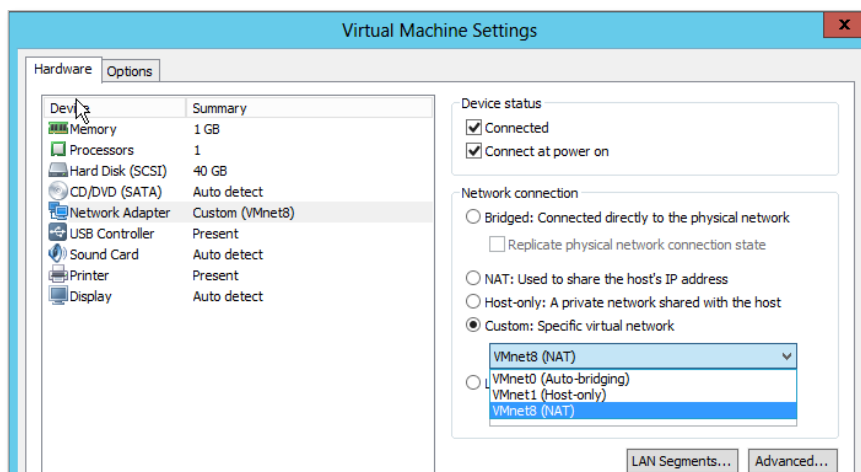 Virtual Machine Settings
x
Hardware Options
Device Summary
Memory 1 GB
Processors 1
Hard Disk (SCSI) 40 GB
CD/DVD (SATA) Auto detect
Network Adapter Custom (VMnet8)
USB Controller Present
Sound Card Auto detect
Printer Present
Display Auto detect
Device status
Connected
Connect at power on
Network connection
Bridged: Connected directly to the physical network
Replicate physical network connection state
NAT: Used to share the host's IP address
Host-only: A private network shared with the host
Custom: Specific virtual network
VMnet8 (NAT)
VMnet0 (Auto-bridging)
VMnet1 (Host-only)
VMnet8 (NAT)
LAN Segments... Advanced...